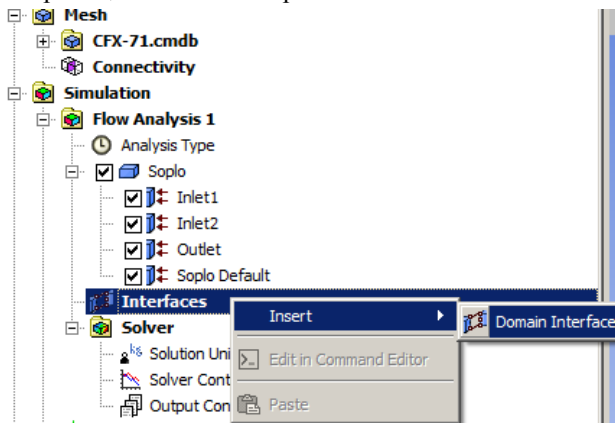 Mesh
CFX-71.cmdb
Connectivity
Simulation
Flow Analysis 1
Analysis Type
Soplo
Inlet1
Inlet2
Outlet
Soplo Default
Interfaces
Insert
Domain Interface
Solver
Solution Uni
Edit in Command Editor
Solver Cont
Output Con
Paste